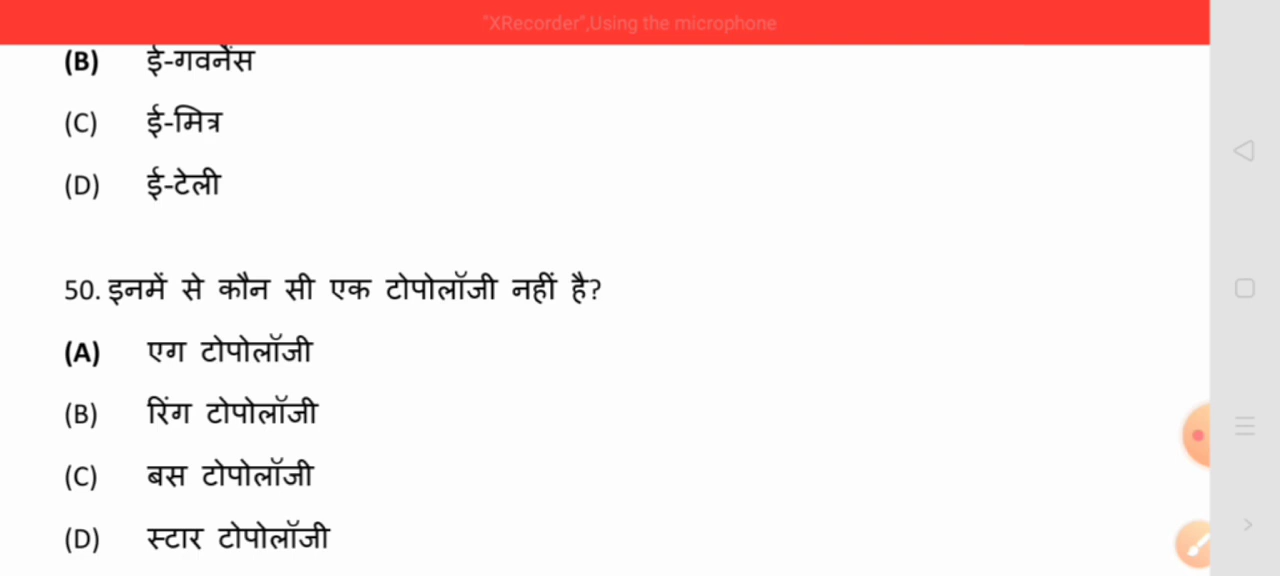 "XRecorder",Using the microphone
(B) ई-गवर्नेंस
(C) ई-मित्र
(D) ई-टेली
50. इनमें से कौन सी एक टोपोलॉजी नहीं है?
(A) एग टोपोलॉजी
(B) रिंग टोपोलॉजी
(C) बस टोपोलॉजी
(D) स्टार टोपोलॉजी